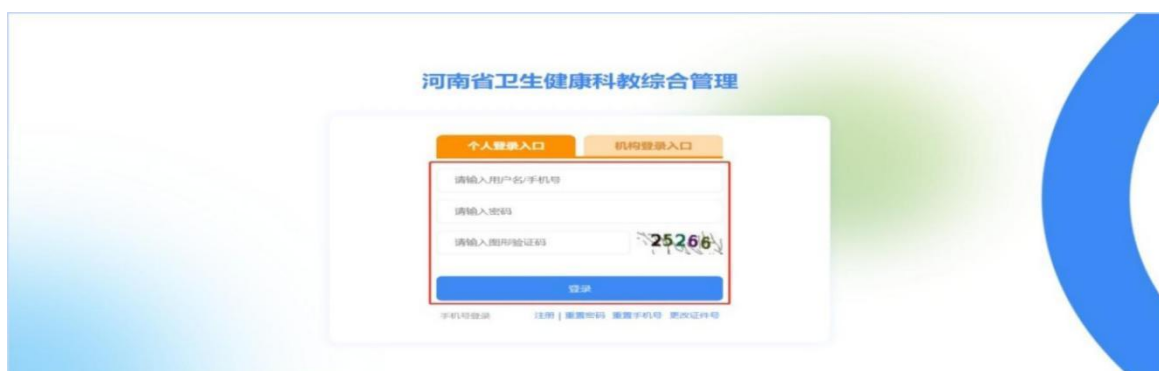 河南省卫生健康科教综合管理
个人登录入口 机构登录入口
请输入用户名/手机号
请输入密码
请输入图形验证码 25266
登录
手机号登录 注册 | 重置密码 重置手机号 更改证件号